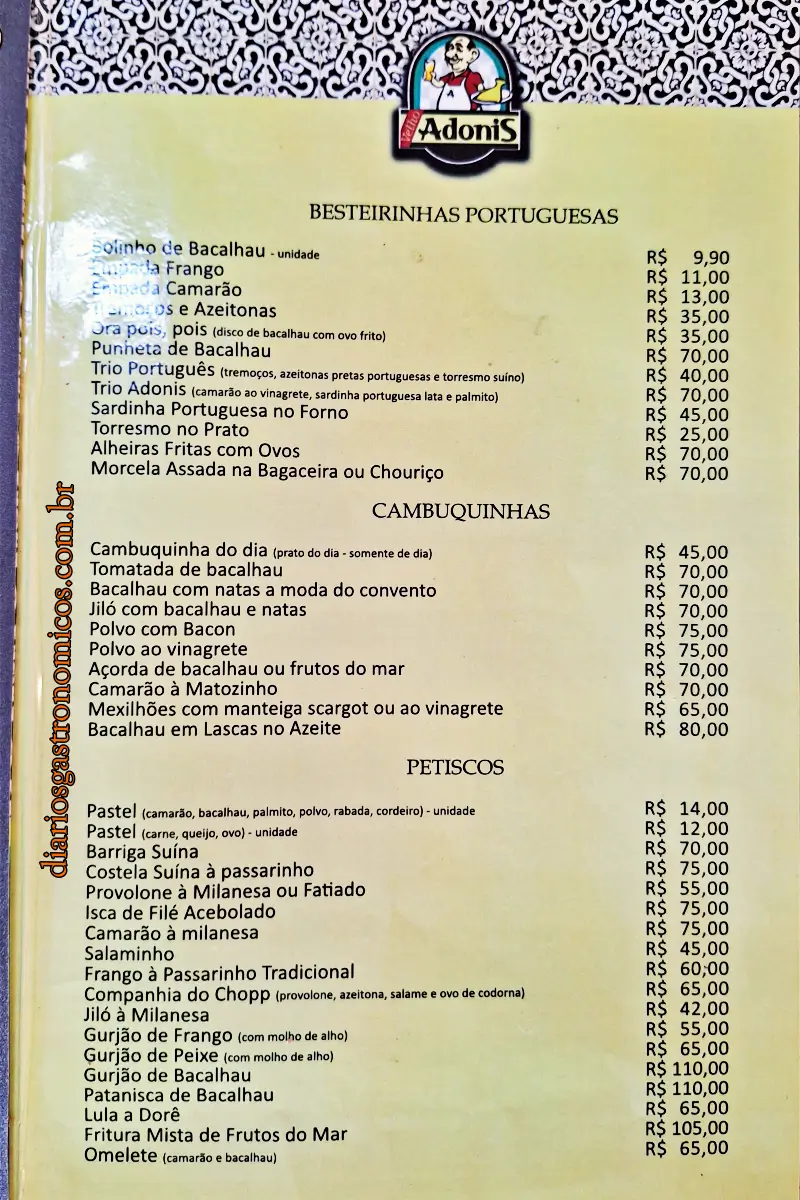 Velho
AdoniS
BESTEIRINHAS PORTUGUESAS
Bolinho de Bacalhau - unidade R$ 9,90
Empada Frango R$ 11,00
Empada Camarão R$ 13,00
Tremoços e Azeitonas R$ 35,00
Ora pois, pois (disco de bacalhau com ovo frito) R$ 35,00
Punheta de Bacalhau R$ 70,00
Trio Português (tremoços, azeitonas pretas portuguesas e torresmo suíno) R$ 40,00
Trio Adonis (camarão ao vinagrete, sardinha portuguesa lata e palmito) R$ 70,00
Sardinha Portuguesa no Forno R$ 45,00
Torresmo no Prato R$ 25,00
Alheiras Fritas com Ovos R$ 70,00
Morcela Assada na Bagaceira ou Chouriço R$ 70,00
CAMBUQUINHAS
Cambuquinha do dia (prato do dia - somente de dia) R$ 45,00
Tomatada de bacalhau R$ 70,00
Bacalhau com natas a moda do convento R$ 70,00
Jiló com bacalhau e natas R$ 70,00
Polvo com Bacon R$ 75,00
Polvo ao vinagrete R$ 75,00
Açorda de bacalhau ou frutos do mar R$ 70,00
Camarão à Matozinho R$ 70,00
Mexilhões com manteiga scargot ou ao vinagrete R$ 65,00
Bacalhau em Lascas no Azeite R$ 80,00
PETISCOS
Pastel (camarão, bacalhau, palmito, polvo, rabada, cordeiro) - unidade R$ 14,00
Pastel (carne, queijo, ovo) - unidade R$ 12,00
Barriga Suína R$ 70,00
Costela Suína à passarinho R$ 75,00
Provolone à Milanesa ou Fatiado R$ 55,00
Isca de Filé Acebolado R$ 75,00
Camarão à milanesa R$ 75,00
Salaminho R$ 45,00
Frango à Passarinho Tradicional R$ 60,00
Companhia do Chopp (provolone, azeitona, salame e ovo de codorna) R$ 65,00
Jiló à Milanesa R$ 42,00
Gurjão de Frango (com molho de alho) R$ 55,00
Gurjão de Peixe (com molho de alho) R$ 65,00
Gurjão de Bacalhau R$ 110,00
Patanisca de Bacalhau R$ 110,00
Lula a Dorê R$ 65,00
Fritura Mista de Frutos do Mar R$ 105,00
Omelete (camarão e bacalhau) R$ 65,00
diariosgastronomicos.com.br